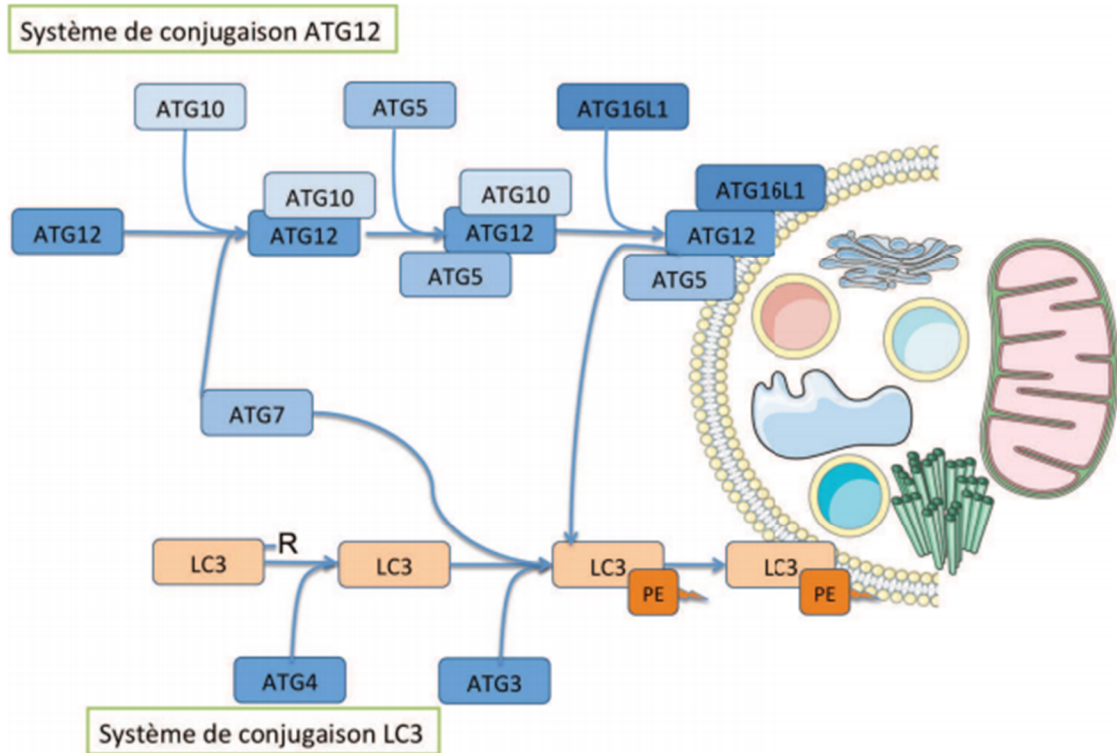 Système de conjugaison ATG12
ATG10
ATG5
ATG16L1
ATG10
ATG10
ATG16L1
ATG12
ATG12
ATG12
ATG12
ATG5
ATG5
ATG7
R
LC3
LC3
LC3
LC3
PE
PE
ATG4
ATG3
Système de conjugaison LC3